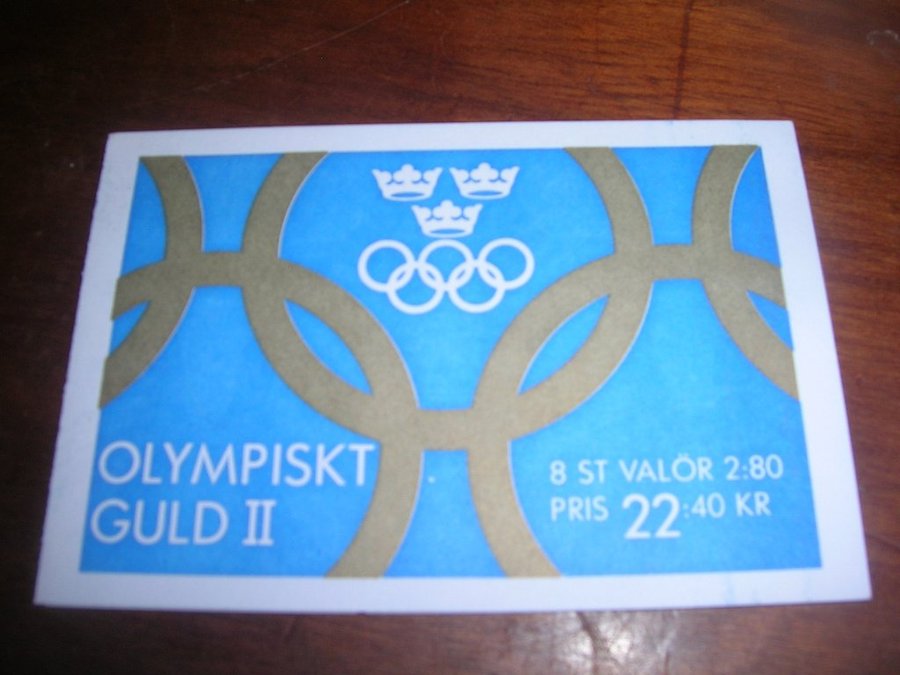 OLYMPISKT
GULD II
8 ST VALÖR 2:80
PRIS 22:40 KR